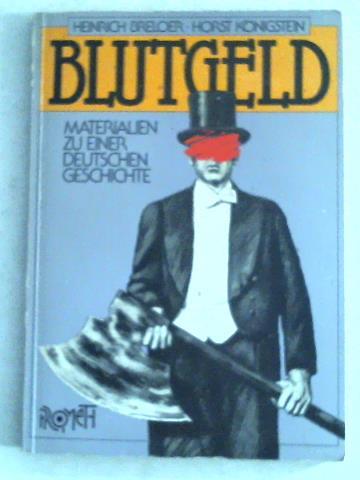 HEINRICH BRELOER · HORST KÖNIGSTEIN
BLUTGELD
MATERIALIEN
ZU EINER
DEUTSCHEN
GESCHICHTE
PROMETH